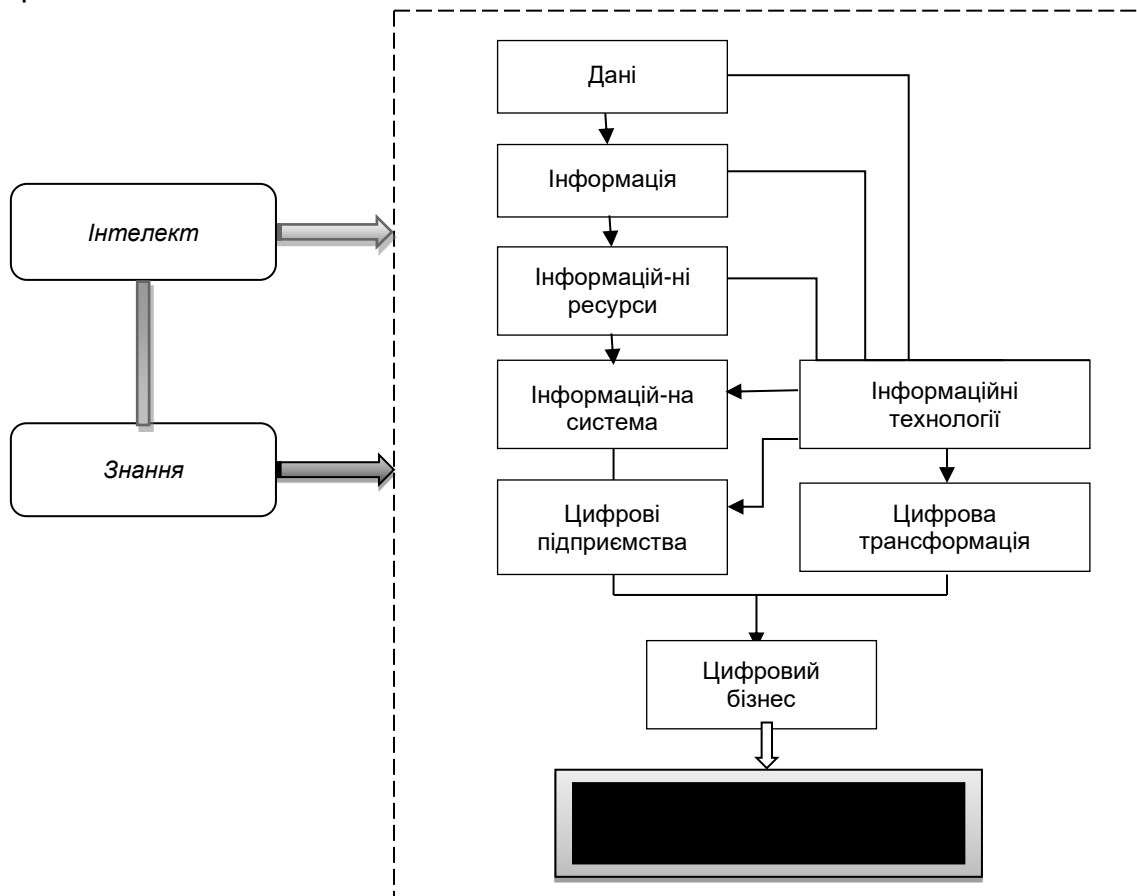 Дані
Інформація
Інтелект
Інформацій-ні
ресурси
Інформацій-на
система
Інформаційні
технології
Знання
Цифрові
підприємства
Цифрова
трансформація
Цифровий
бізнес